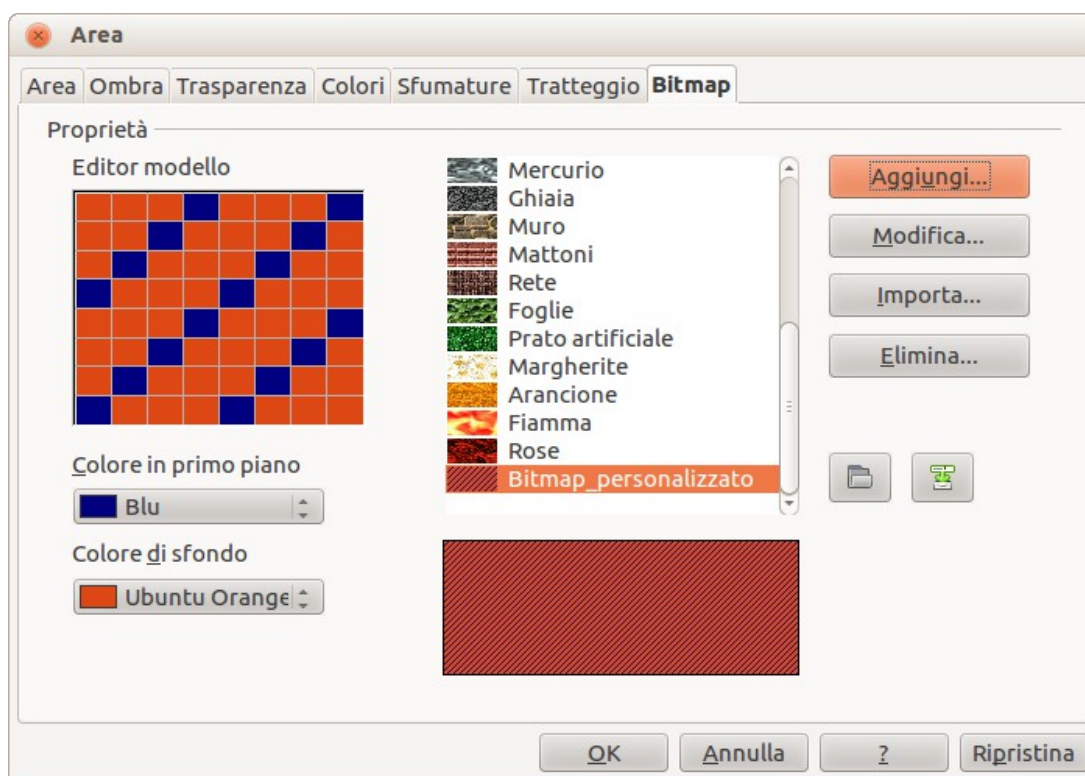 Area
Area Ombra Trasparenza Colori Sfumature Tratteggio Bitmap
Proprietà
Editor modello
Colore in primo piano
Blu
Colore di sfondo
Ubuntu Orange
Mercurio
Ghiaia
Muro
Mattoni
Rete
Foglie
Prato artificiale
Margherite
Arancione
Fiamma
Rose
Bitmap_personalizzato
Aggiungi...
Modifica...
Importa...
Elimina...
OK Annulla ? Ripristina